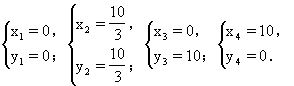 {x₁=0, y₁=0; {x₂=10/3, y₂=10/3; {x₃=0, y₃=10; {x₄=10, y₄=0.